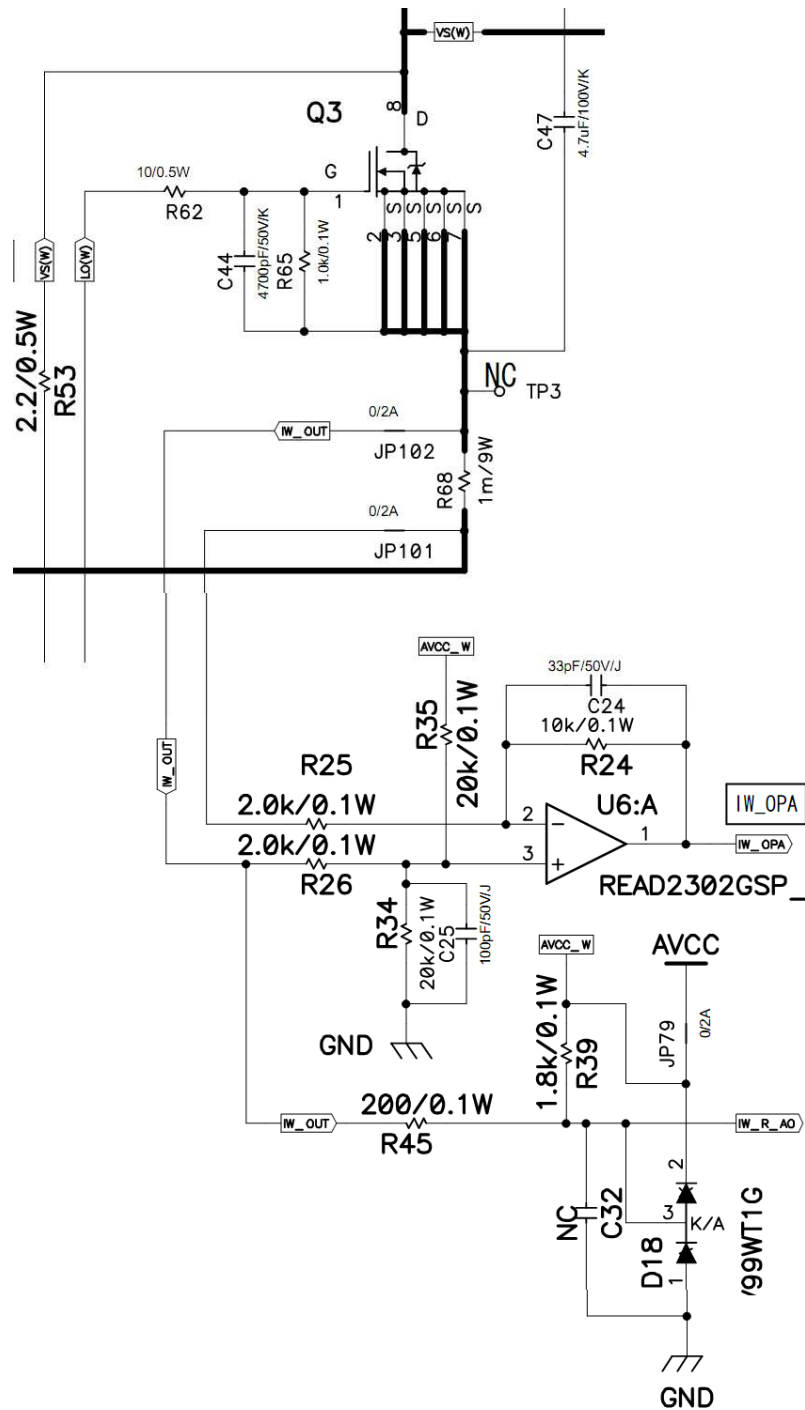 VS(W)
Q3
8
D
C47
4.7uF/100V/K
10/0.5W
G
1
R62
S
S
S
S
S
2
3
5
6
7
C44
4700pF/50V/K
R65
1.0k/0.1W
VS(W)
LO(W)
2.2/0.5W
R53
NC
TP3
0/2A
IW_OUT
JP102
R68
1m/9W
0/2A
JP101
AVCC_W
33pF/50V/J
C24
R35
20k/0.1W
10k/0.1W
R24
IW_OUT
R25
2.0k/0.1W
U6:A
2
IW_OPA
2.0k/0.1W
1
IW_OPA
3
R26
READ2302GSP_
R34
20k/0.1W
C25
100pF/50V/J
AVCC_W
AVCC
GND
1.8k/0.1W
R39
JP79
0/2A
200/0.1W
IW_OUT
R45
IW_R_AO
2
NC
C32
3
K/A
D18
1
/99WT1G
GND